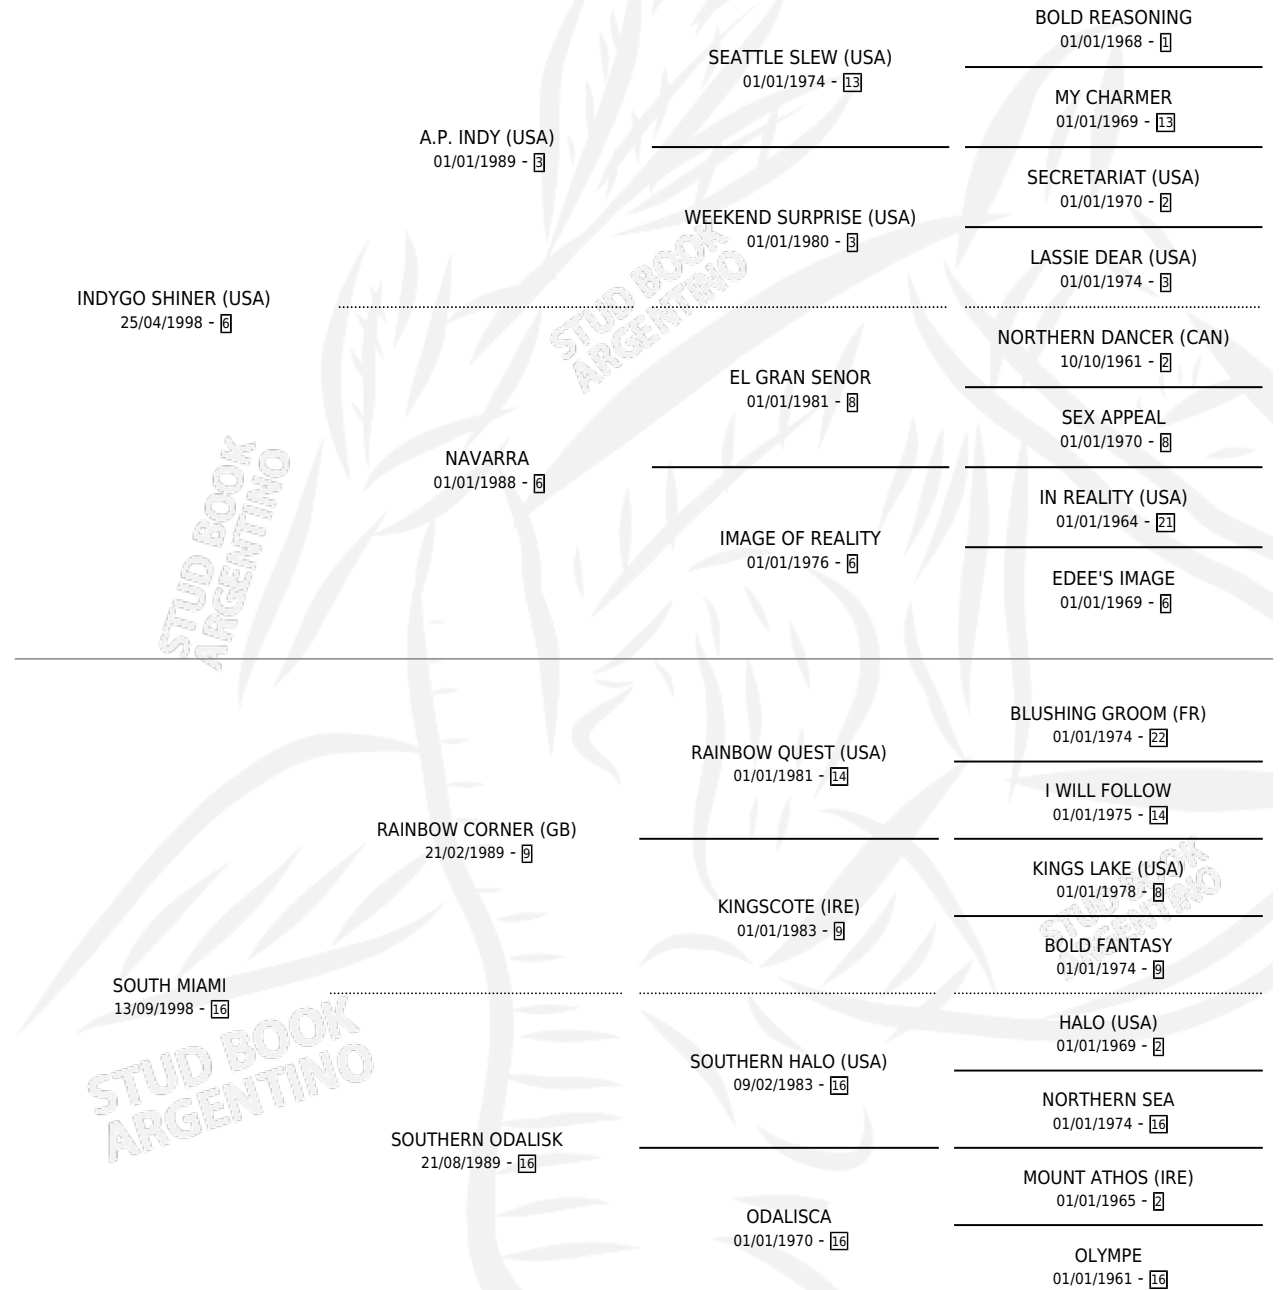 BOLD REASONING
01/01/1968 - 1
SEATTLE SLEW (USA)
01/01/1974 - 13
MY CHARMER
01/01/1969 - 13
A.P. INDY (USA)
01/01/1989 - 3
SECRETARIAT (USA)
01/01/1970 - 2
WEEKEND SURPRISE (USA)
01/01/1980 - 3
LASSIE DEAR (USA)
01/01/1974 - 3
INDYGO SHINER (USA)
25/04/1998 - 6
NORTHERN DANCER (CAN)
10/10/1961 - 2
EL GRAN SENOR
01/01/1981 - 8
SEX APPEAL
01/01/1970 - 8
NAVARRA
01/01/1988 - 6
IN REALITY (USA)
01/01/1964 - 21
IMAGE OF REALITY
01/01/1976 - 6
EDEE'S IMAGE
01/01/1969 - 6
BLUSHING GROOM (FR)
01/01/1974 - 22
RAINBOW QUEST (USA)
01/01/1981 - 14
I WILL FOLLOW
01/01/1975 - 14
RAINBOW CORNER (GB)
21/02/1989 - 9
KINGS LAKE (USA)
01/01/1978 - 8
KINGSCOTE (IRE)
01/01/1983 - 9
BOLD FANTASY
01/01/1974 - 9
SOUTH MIAMI
13/09/1998 - 16
HALO (USA)
01/01/1969 - 2
SOUTHERN HALO (USA)
09/02/1983 - 16
NORTHERN SEA
01/01/1974 - 16
SOUTHERN ODALISK
21/08/1989 - 16
MOUNT ATHOS (IRE)
01/01/1965 - 2
ODALISCA
01/01/1970 - 16
OLYMPE
01/01/1961 - 16
STUD BOOK
ARGENTINO
STUD BOOK
ARGENTINO
STUD BOOK
ARGENTINO
STUD BOOK
ARGENTINO